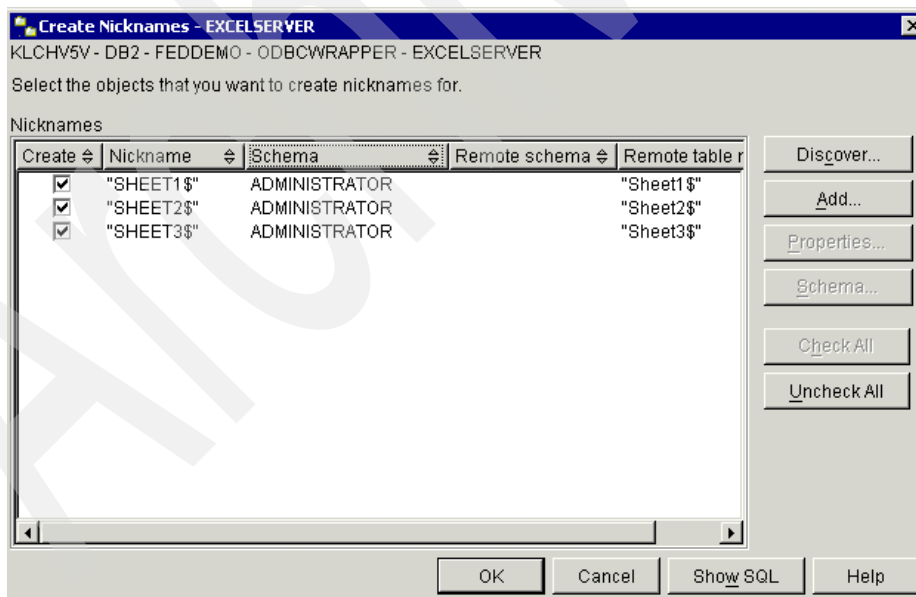 Create Nicknames - EXCELSERVER
KLCHV5V - DB2 - FEDDEMO - ODBCWRAPPER - EXCELSERVER
Select the objects that you want to create nicknames for.
Nicknames
Create Nickname Schema Remote schema Remote table r
"SHEET1$" ADMINISTRATOR "Sheet1$"
"SHEET2$" ADMINISTRATOR "Sheet2$"
"SHEET3$" ADMINISTRATOR "Sheet3$"
Discover...
Add...
Properties...
Schema...
Check All
Uncheck All
OK Cancel Show SQL Help